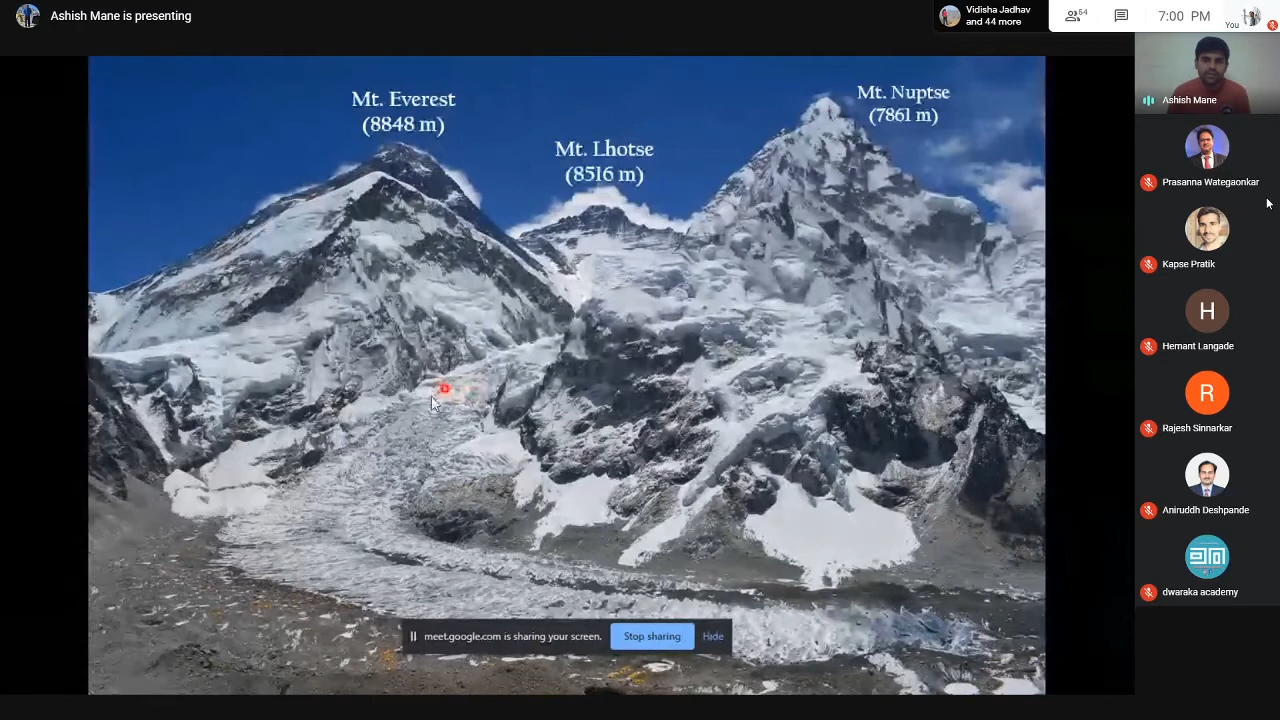 Ashish Mane is presenting
Vidisha Jadhav
and 44 more
54
7:00 PM
You
Mt. Everest
(8848 m)
Mt. Lhotse
(8516 m)
Mt. Nuptse
(7861 m)
Ashish Mane
Prasanna Wategaonkar
Kapse Pratik
H
Hemant Langade
R
Rajesh Sinnarkar
Aniruddh Deshpande
dwaraka academy
meet.google.com is sharing your screen.
Stop sharing
Hide